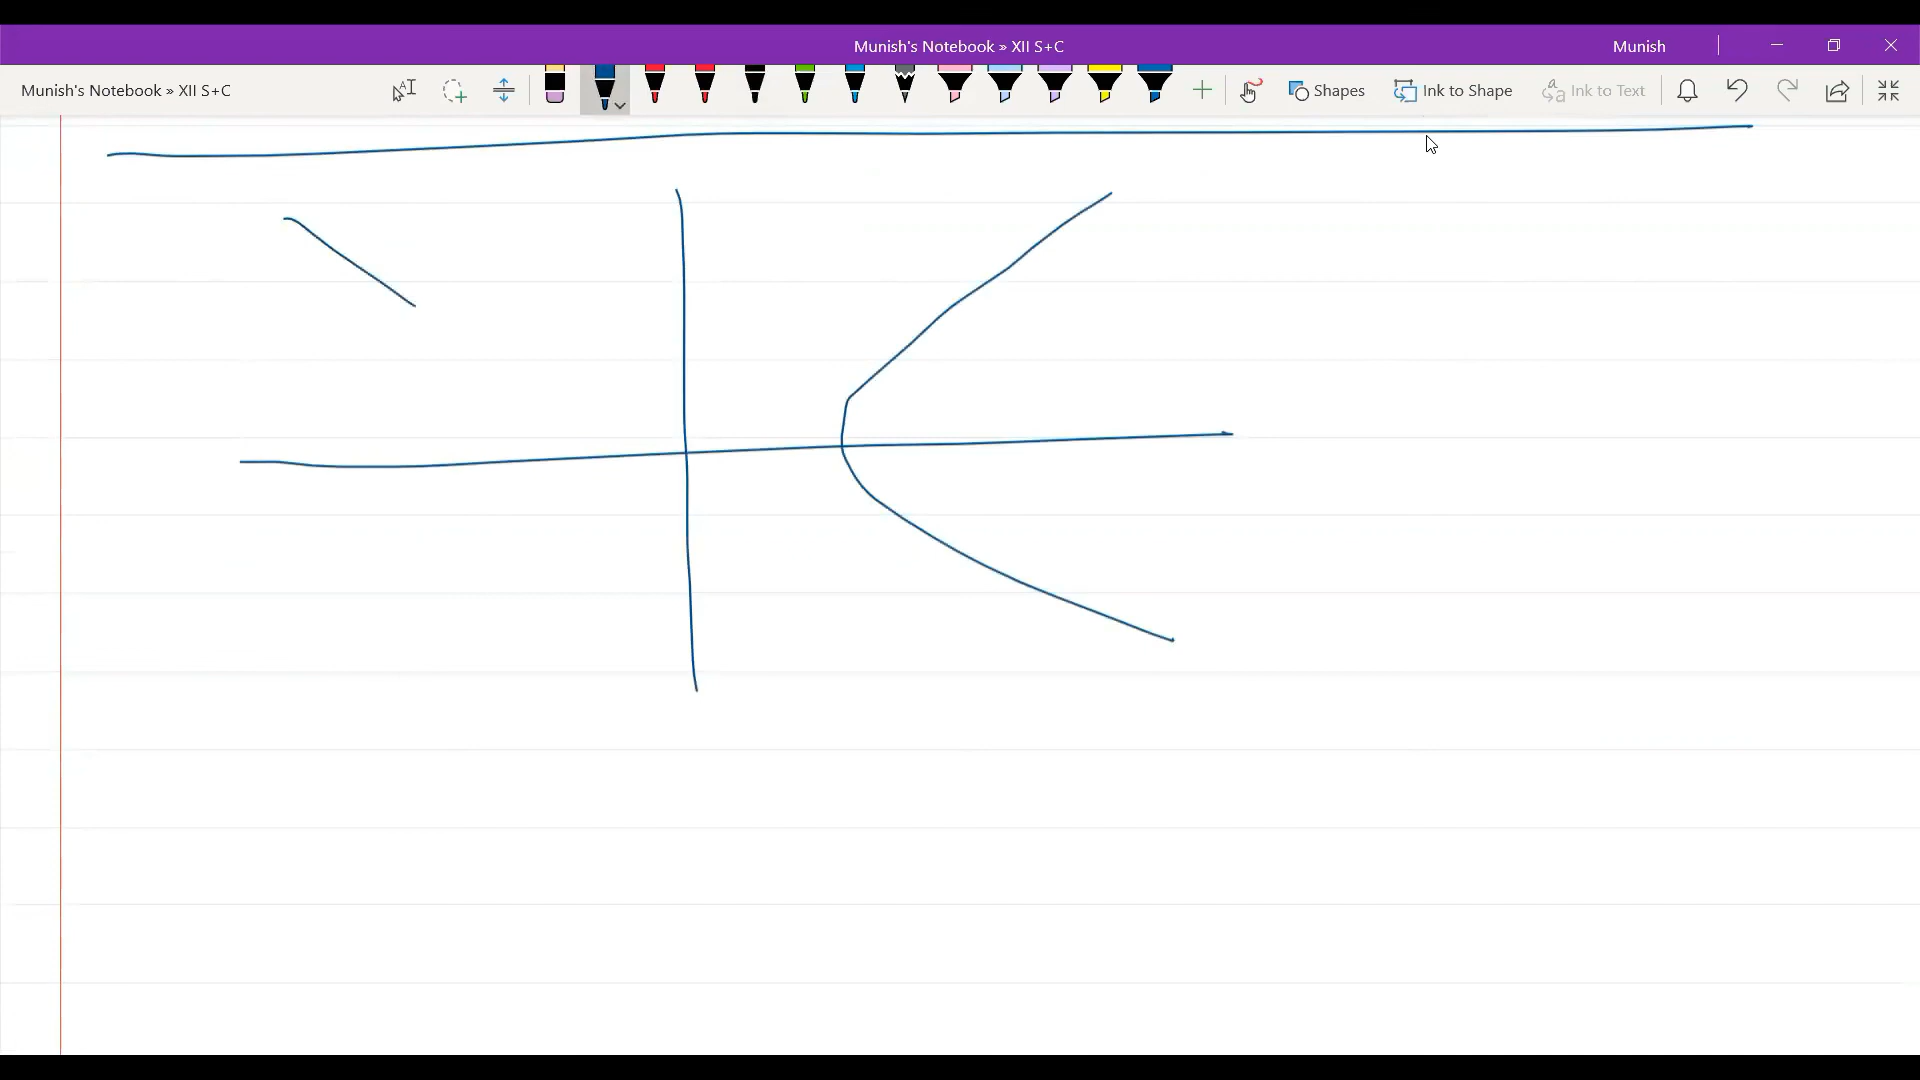 Munish's Notebook » XII S+C
Munish
Munish's Notebook » XII S+C
Shapes
Ink to Shape
Ink to Text